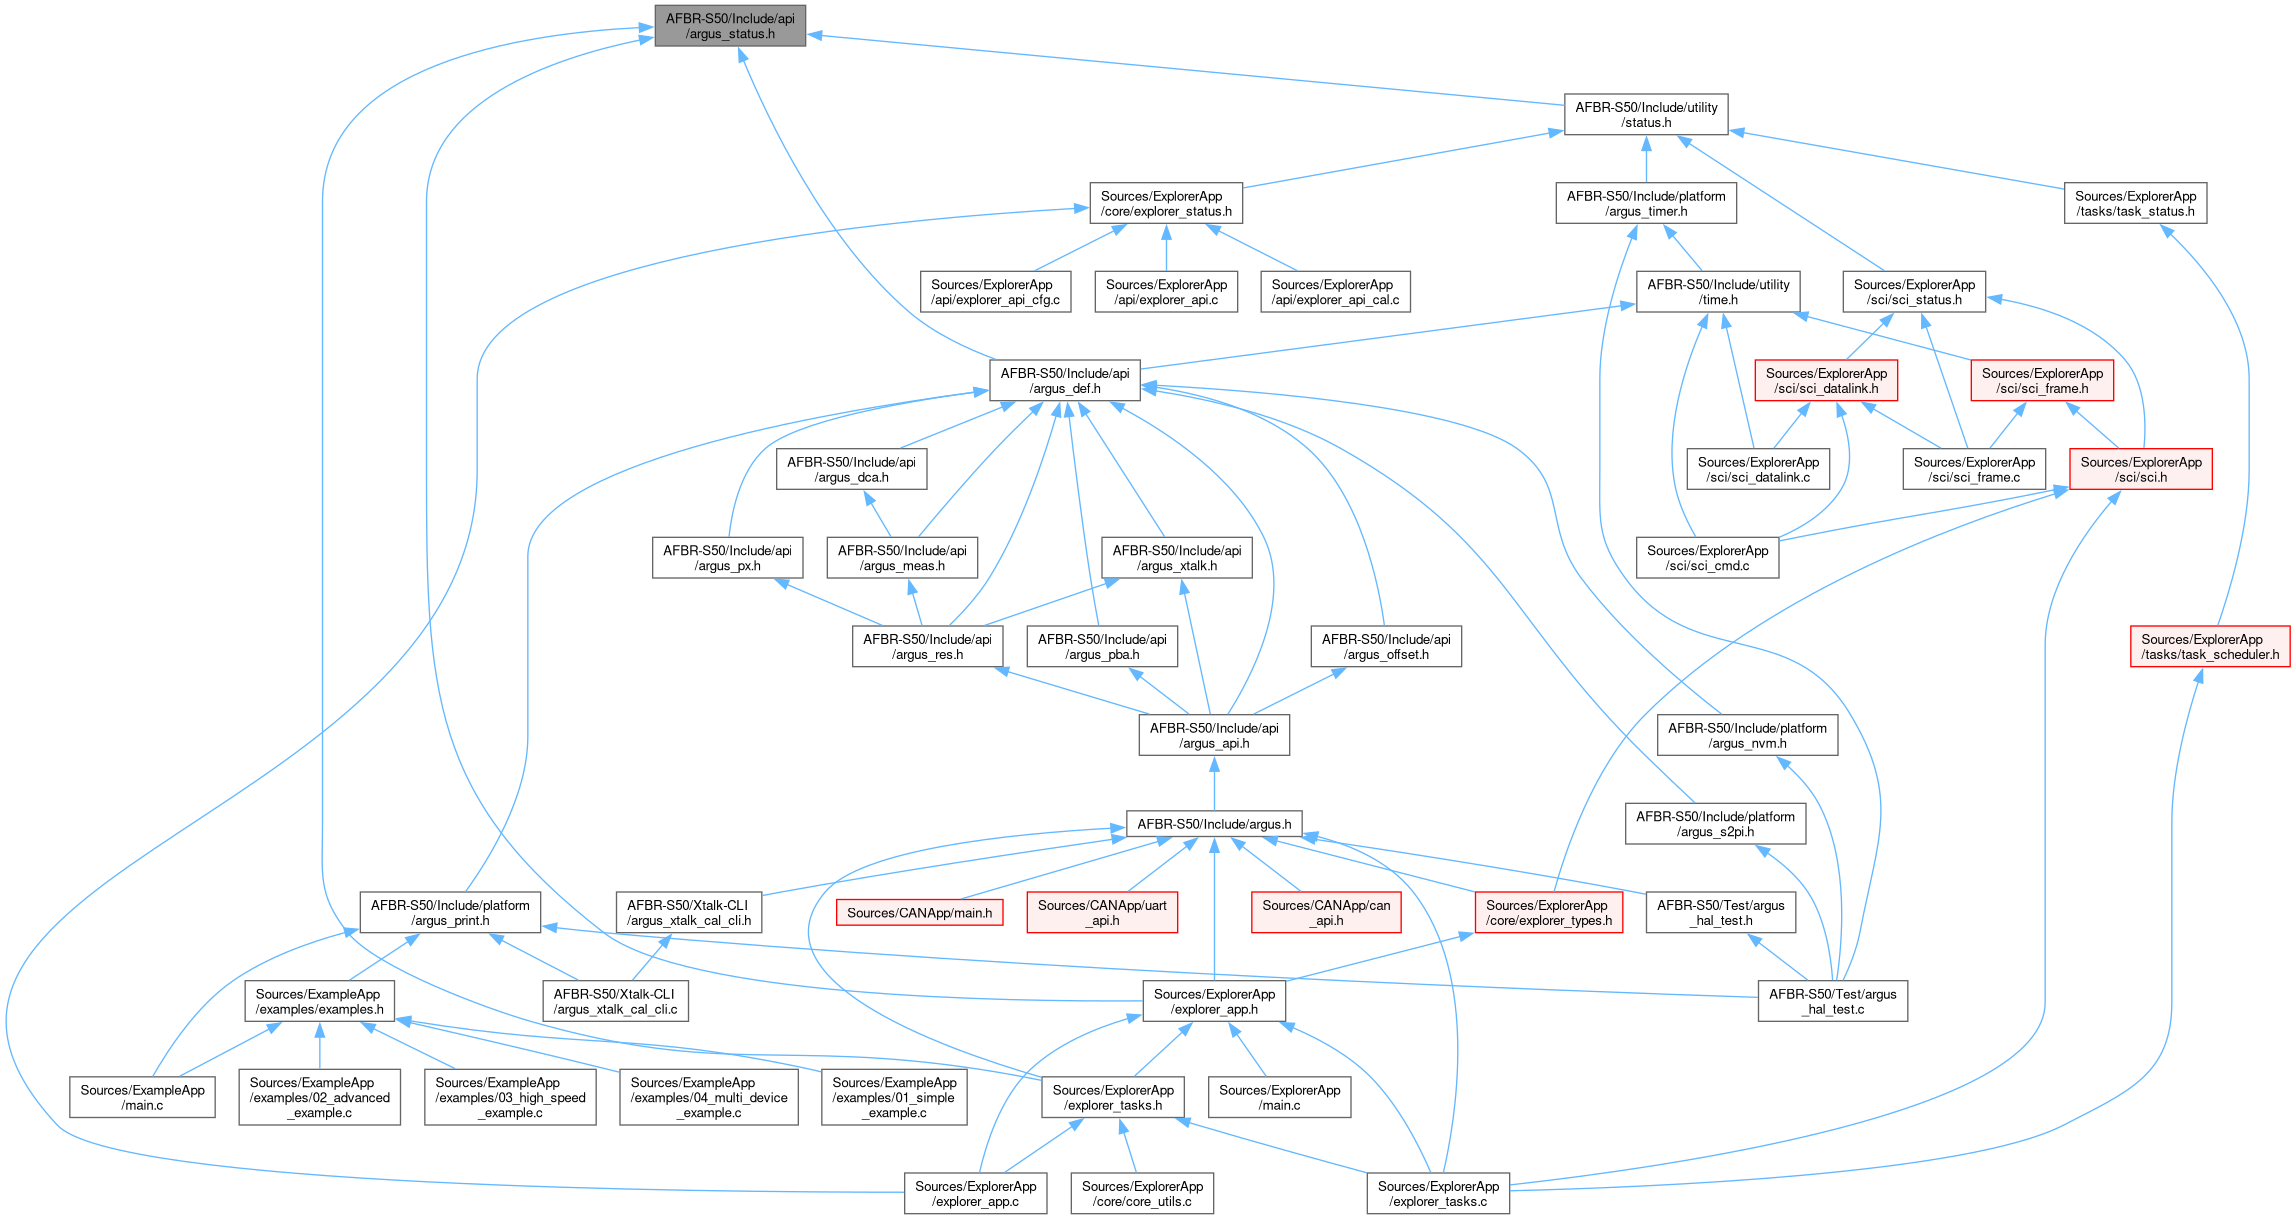 AFBR-S50/Include/api
/argus_status.h
AFBR-S50/Include/utility
/status.h
Sources/ExplorerApp
/core/explorer_status.h
AFBR-S50/Include/platform
/argus_timer.h
Sources/ExplorerApp
/tasks/task_status.h
Sources/ExplorerApp
/api/explorer_api_cfg.c
Sources/ExplorerApp
/api/explorer_api.c
Sources/ExplorerApp
/api/explorer_api_cal.c
AFBR-S50/Include/utility
/time.h
Sources/ExplorerApp
/sci/sci_status.h
AFBR-S50/Include/api
/argus_def.h
Sources/ExplorerApp
/sci/sci_datalink.h
Sources/ExplorerApp
/sci/sci_frame.h
AFBR-S50/Include/api
/argus_dca.h
Sources/ExplorerApp
/sci/sci_datalink.c
Sources/ExplorerApp
/sci/sci_frame.c
Sources/ExplorerApp
/sci/sci.h
AFBR-S50/Include/api
/argus_px.h
AFBR-S50/Include/api
/argus_meas.h
AFBR-S50/Include/api
/argus_xtalk.h
Sources/ExplorerApp
/sci/sci_cmd.c
AFBR-S50/Include/api
/argus_res.h
AFBR-S50/Include/api
/argus_pba.h
AFBR-S50/Include/api
/argus_offset.h
Sources/ExplorerApp
/tasks/task_scheduler.h
AFBR-S50/Include/api
/argus_api.h
AFBR-S50/Include/platform
/argus_nvm.h
AFBR-S50/Include/argus.h
AFBR-S50/Include/platform
/argus_s2pi.h
AFBR-S50/Include/platform
/argus_print.h
AFBR-S50/Xtalk-CLI
/argus_xtalk_cal_cli.h
Sources/CANApp/main.h
Sources/CANApp/uart
_api.h
Sources/CANApp/can
_api.h
Sources/ExplorerApp
/core/explorer_types.h
AFBR-S50/Test/argus
_hal_test.h
Sources/ExampleApp
/examples/examples.h
AFBR-S50/Xtalk-CLI
/argus_xtalk_cal_cli.c
Sources/ExplorerApp
/explorer_app.h
AFBR-S50/Test/argus
_hal_test.c
Sources/ExampleApp
/main.c
Sources/ExampleApp
/examples/02_advanced
_example.c
Sources/ExampleApp
/examples/03_high_speed
_example.c
Sources/ExampleApp
/examples/04_multi_device
_example.c
Sources/ExampleApp
/examples/01_simple
_example.c
Sources/ExplorerApp
/explorer_tasks.h
Sources/ExplorerApp
/main.c
Sources/ExplorerApp
/explorer_app.c
Sources/ExplorerApp
/core/core_utils.c
Sources/ExplorerApp
/explorer_tasks.c